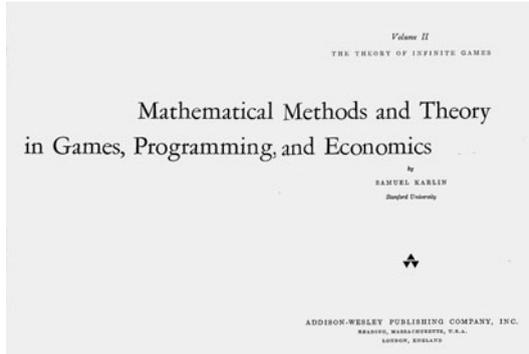 Volume II
THE THEORY OF INFINITE GAMES
Mathematical Methods and Theory
in Games, Programming, and Economics
by
SAMUEL KARLIN
Stanford University
ADDISON-WESLEY PUBLISHING COMPANY, INC.
READING, MASSACHUSETTS, U.S.A.
LONDON, ENGLAND